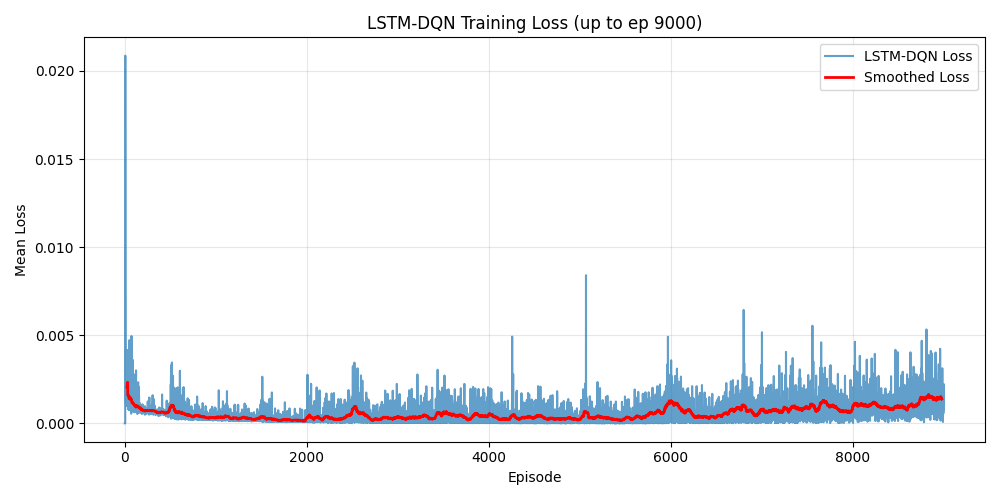 LSTM-DQN Training Loss (up to ep 9000)
LSTM-DQN Loss
Smoothed Loss
Mean Loss
0.020
0.015
0.010
0.005
0.000
0 2000 4000 6000 8000
Episode